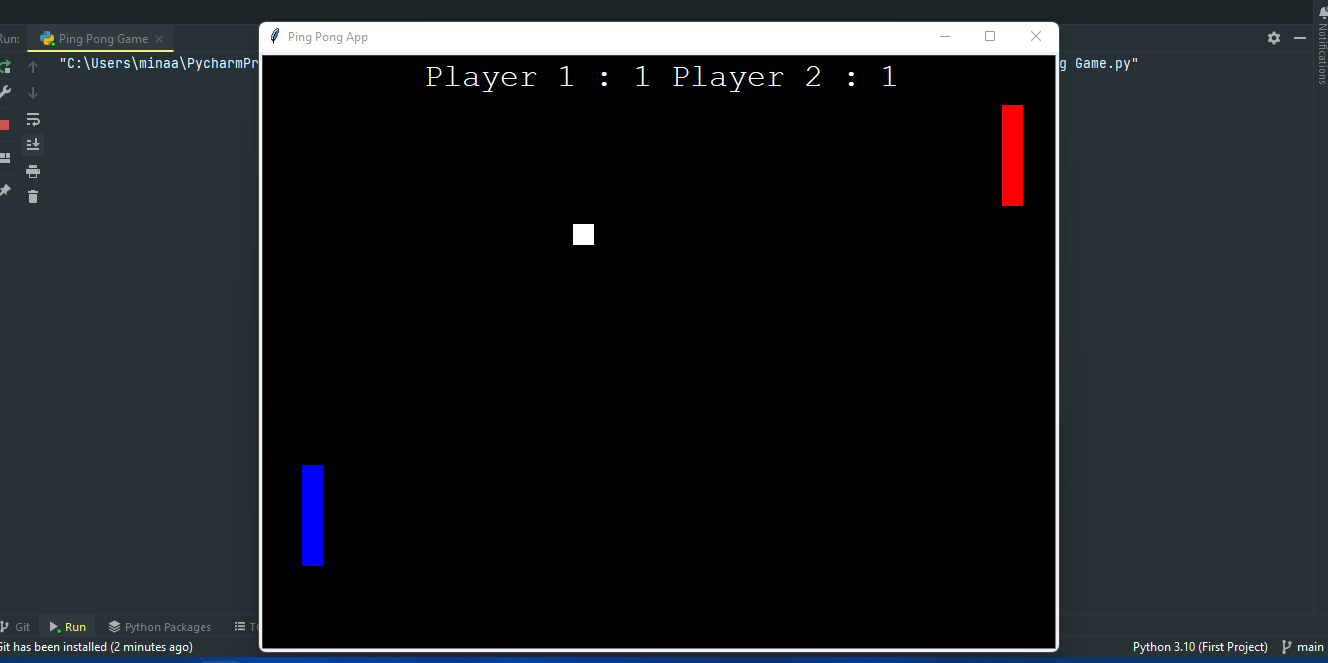 Run:
Ping Pong Game
Ping Pong App
Notifications
"C:\Users\minaa\PycharmPr
g Game.py"
Player 1 : 1 Player 2 : 1
Git
Run
Python Packages
Git has been installed (2 minutes ago)
Python 3.10 (First Project)
main